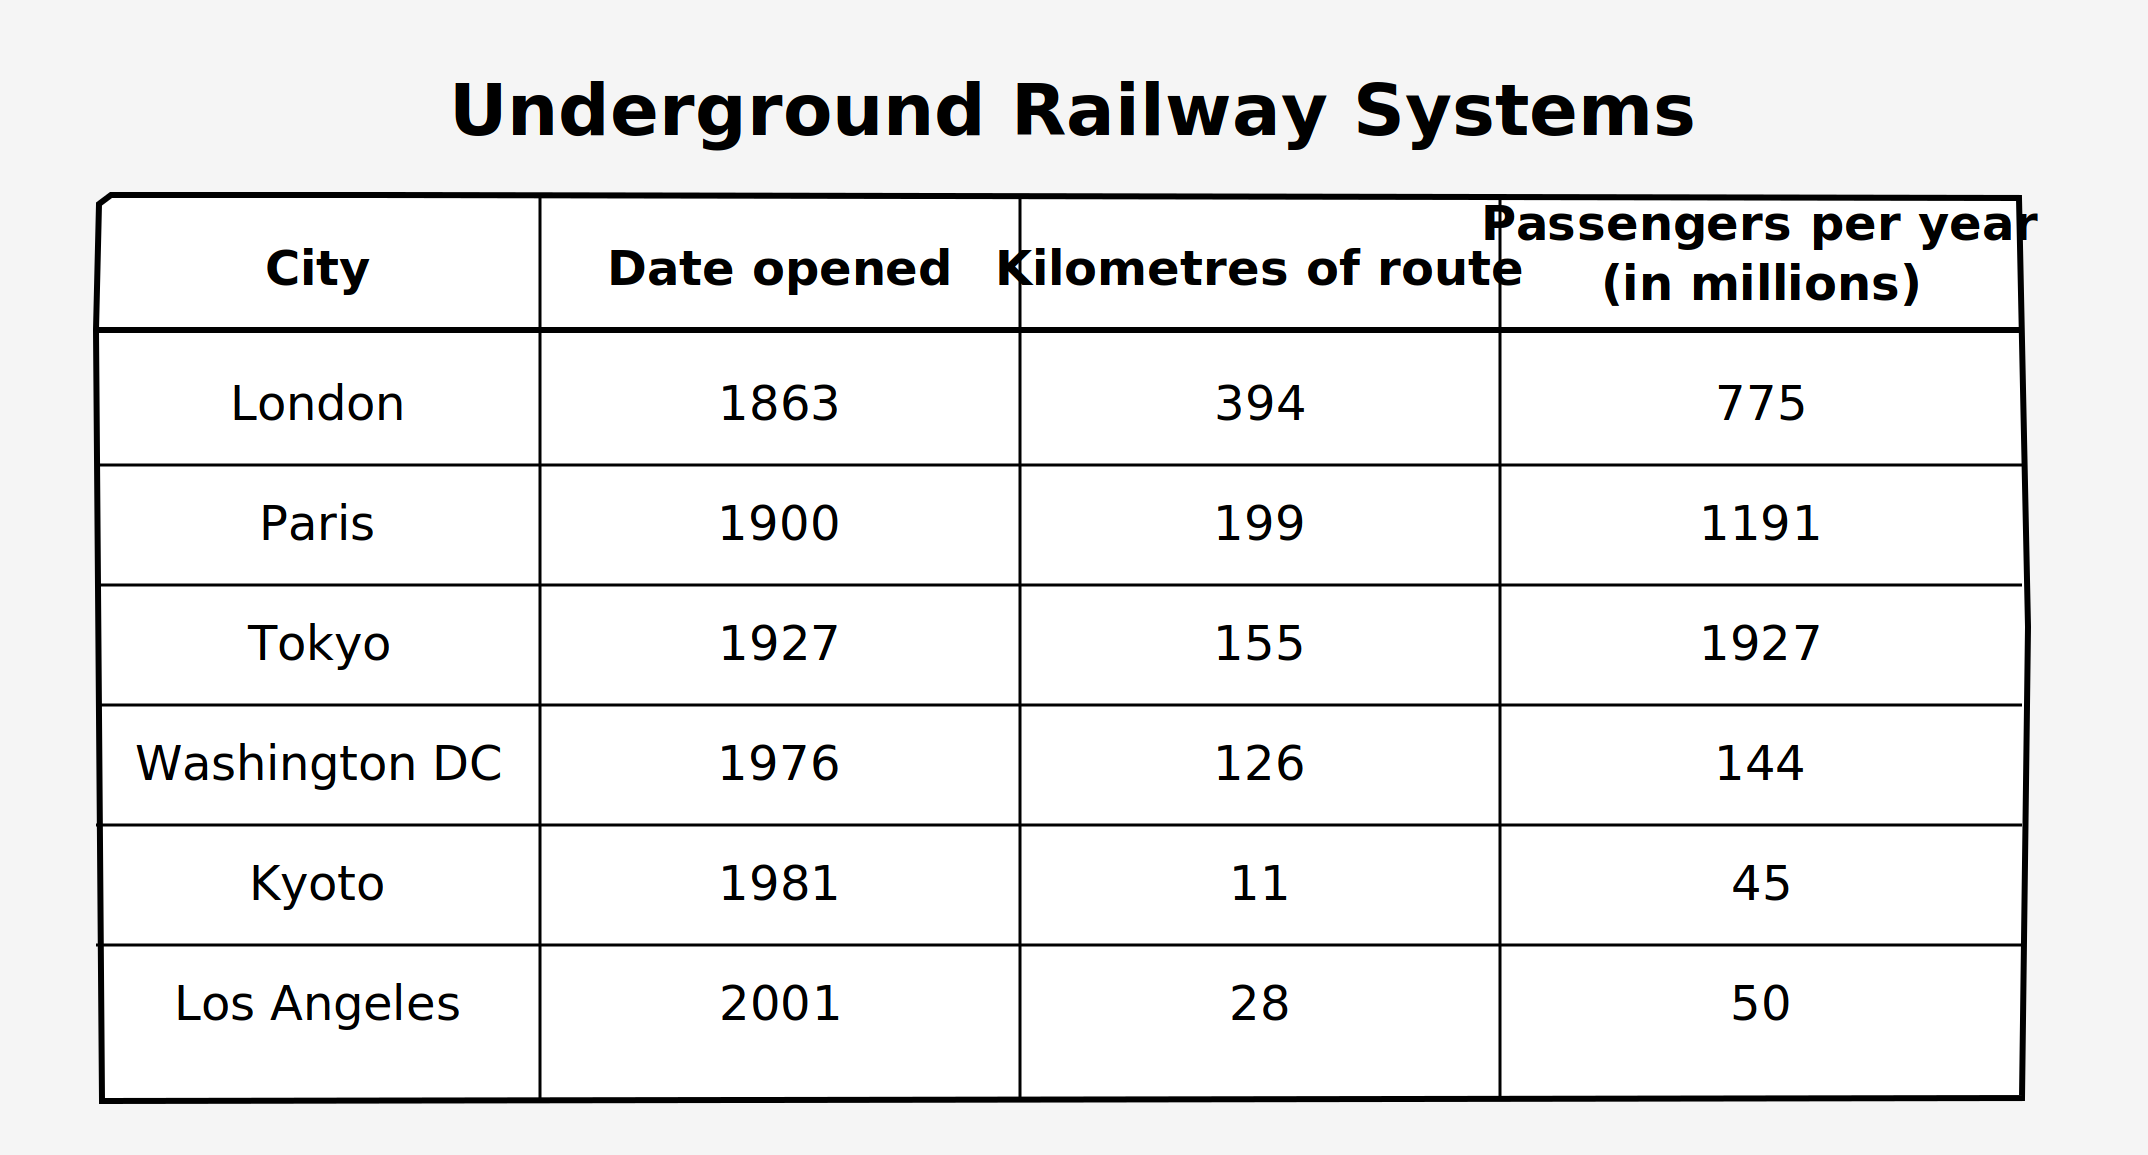 Underground Railway Systems
City Date opened Kilometres of route Passengers per year
(in millions)
London 1863 394 775
Paris 1900 199 1191
Tokyo 1927 155 1927
Washington DC 1976 126 144
Kyoto 1981 11 45
Los Angeles 2001 28 50